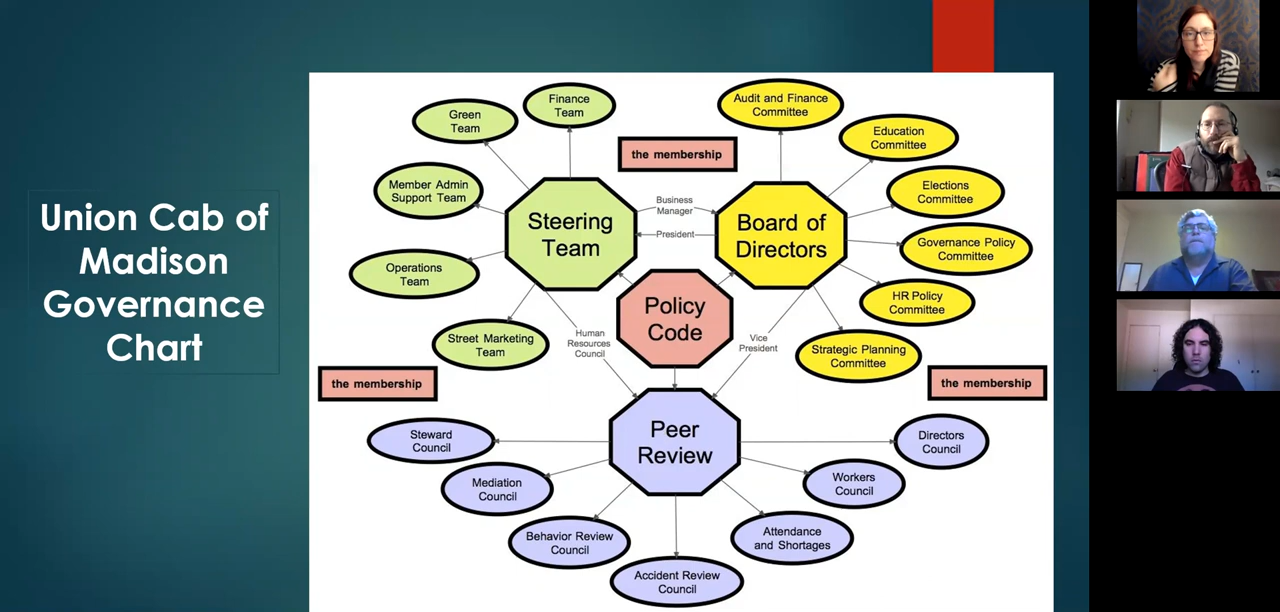 Union Cab of
Madison
Governance
Chart
Green
Team
Finance
Team
Member Admin
Support Team
Operations
Team
Street Marketing
Team
Steering
Team
the membership
Business
Manager
President
Board of
Directors
Audit and Finance
Committee
Education
Committee
Elections
Committee
Governance Policy
Committee
HR Policy
Committee
Strategic Planning
Committee
Policy
Code
Human
Resources
Council
Vice
President
the membership
the membership
Peer
Review
Steward
Council
Mediation
Council
Behavior Review
Council
Accident Review
Council
Attendance
and Shortages
Workers
Council
Directors
Council